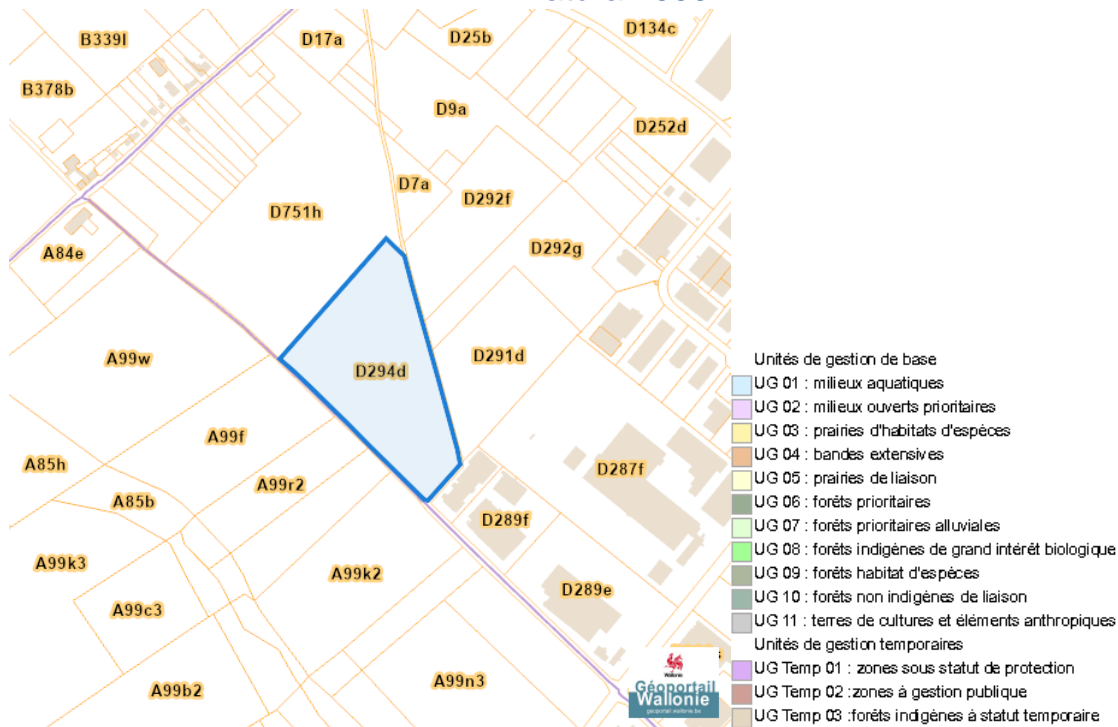 B339l
D17a
D25b
D134c
B378b
D9a
D252d
D7a
D292f
D751h
A84e
D292g
A99w
D294d
D291d
A99f
A85h
A99r2
D287f
A85b
D289f
A99k3
A99k2
D289e
A99c3
A99b2
A99n3
Wallonie
Géoportail
Wallonie
geoportail.wallonie.be
Unités de gestion de base
UG 01 : milieux aquatiques
UG 02 : milieux ouverts prioritaires
UG 03 : prairies d'habitats d'espèces
UG 04 : bandes extensives
UG 05 : prairies de liaison
UG 06 : forêts prioritaires
UG 07 : forêts prioritaires alluviales
UG 08 : forêts indigènes de grand intérêt biologique
UG 09 : forêts habitat d'espèces
UG 10 : forêts non indigènes de liaison
UG 11 : terres de cultures et éléments anthropiques
Unités de gestion temporaires
UG Temp 01 : zones sous statut de protection
UG Temp 02 :zones à gestion publique
UG Temp 03 :forêts indigènes à statut temporaire